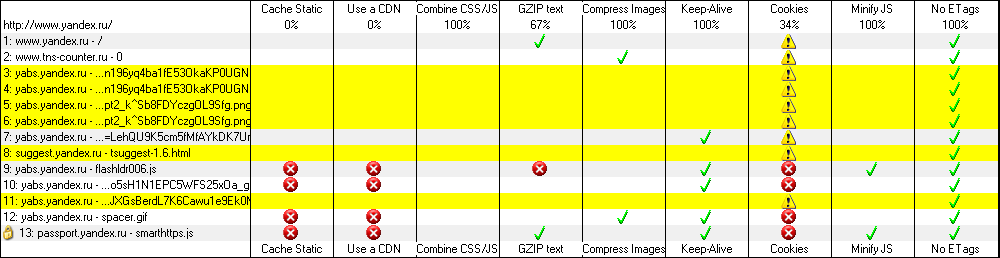 Cache Static Use a CDN Combine CSS/JS GZIP text Compress Images Keep-Alive Cookies Minify JS No ETags
http://www.yandex.ru/ 0% 0% 100% 67% 100% 100% 34% 100% 100%
1: www.yandex.ru - /
2: www.tns-counter.ru - 0
3: yabs.yandex.ru - ...n196yq4ba1fE53OkaKP0UGN
4: yabs.yandex.ru - ...n196yq4ba1fE53OkaKP0UGN
5: yabs.yandex.ru - ...pt2_k^Sb8FDYczgOL9Sfg.png
6: yabs.yandex.ru - ...pt2_k^Sb8FDYczgOL9Sfg.png
7: yabs.yandex.ru - ...=LehQU9K5cm5fMfAYkDK7Ur
8: suggest.yandex.ru - tsuggest-1.6.html
9: yabs.yandex.ru - flashldr006.js
10: yabs.yandex.ru - ...o5sH1N1EPC5WFS25xOa_g
11: yabs.yandex.ru - ...JXGsBerdL7K6Cawu1e9Ek0N
12: yabs.yandex.ru - spacer.gif
13: passport.yandex.ru - smarthttps.js
Cache Static Use a CDN Combine CSS/JS GZIP text Compress Images Keep-Alive Cookies Minify JS No ETags